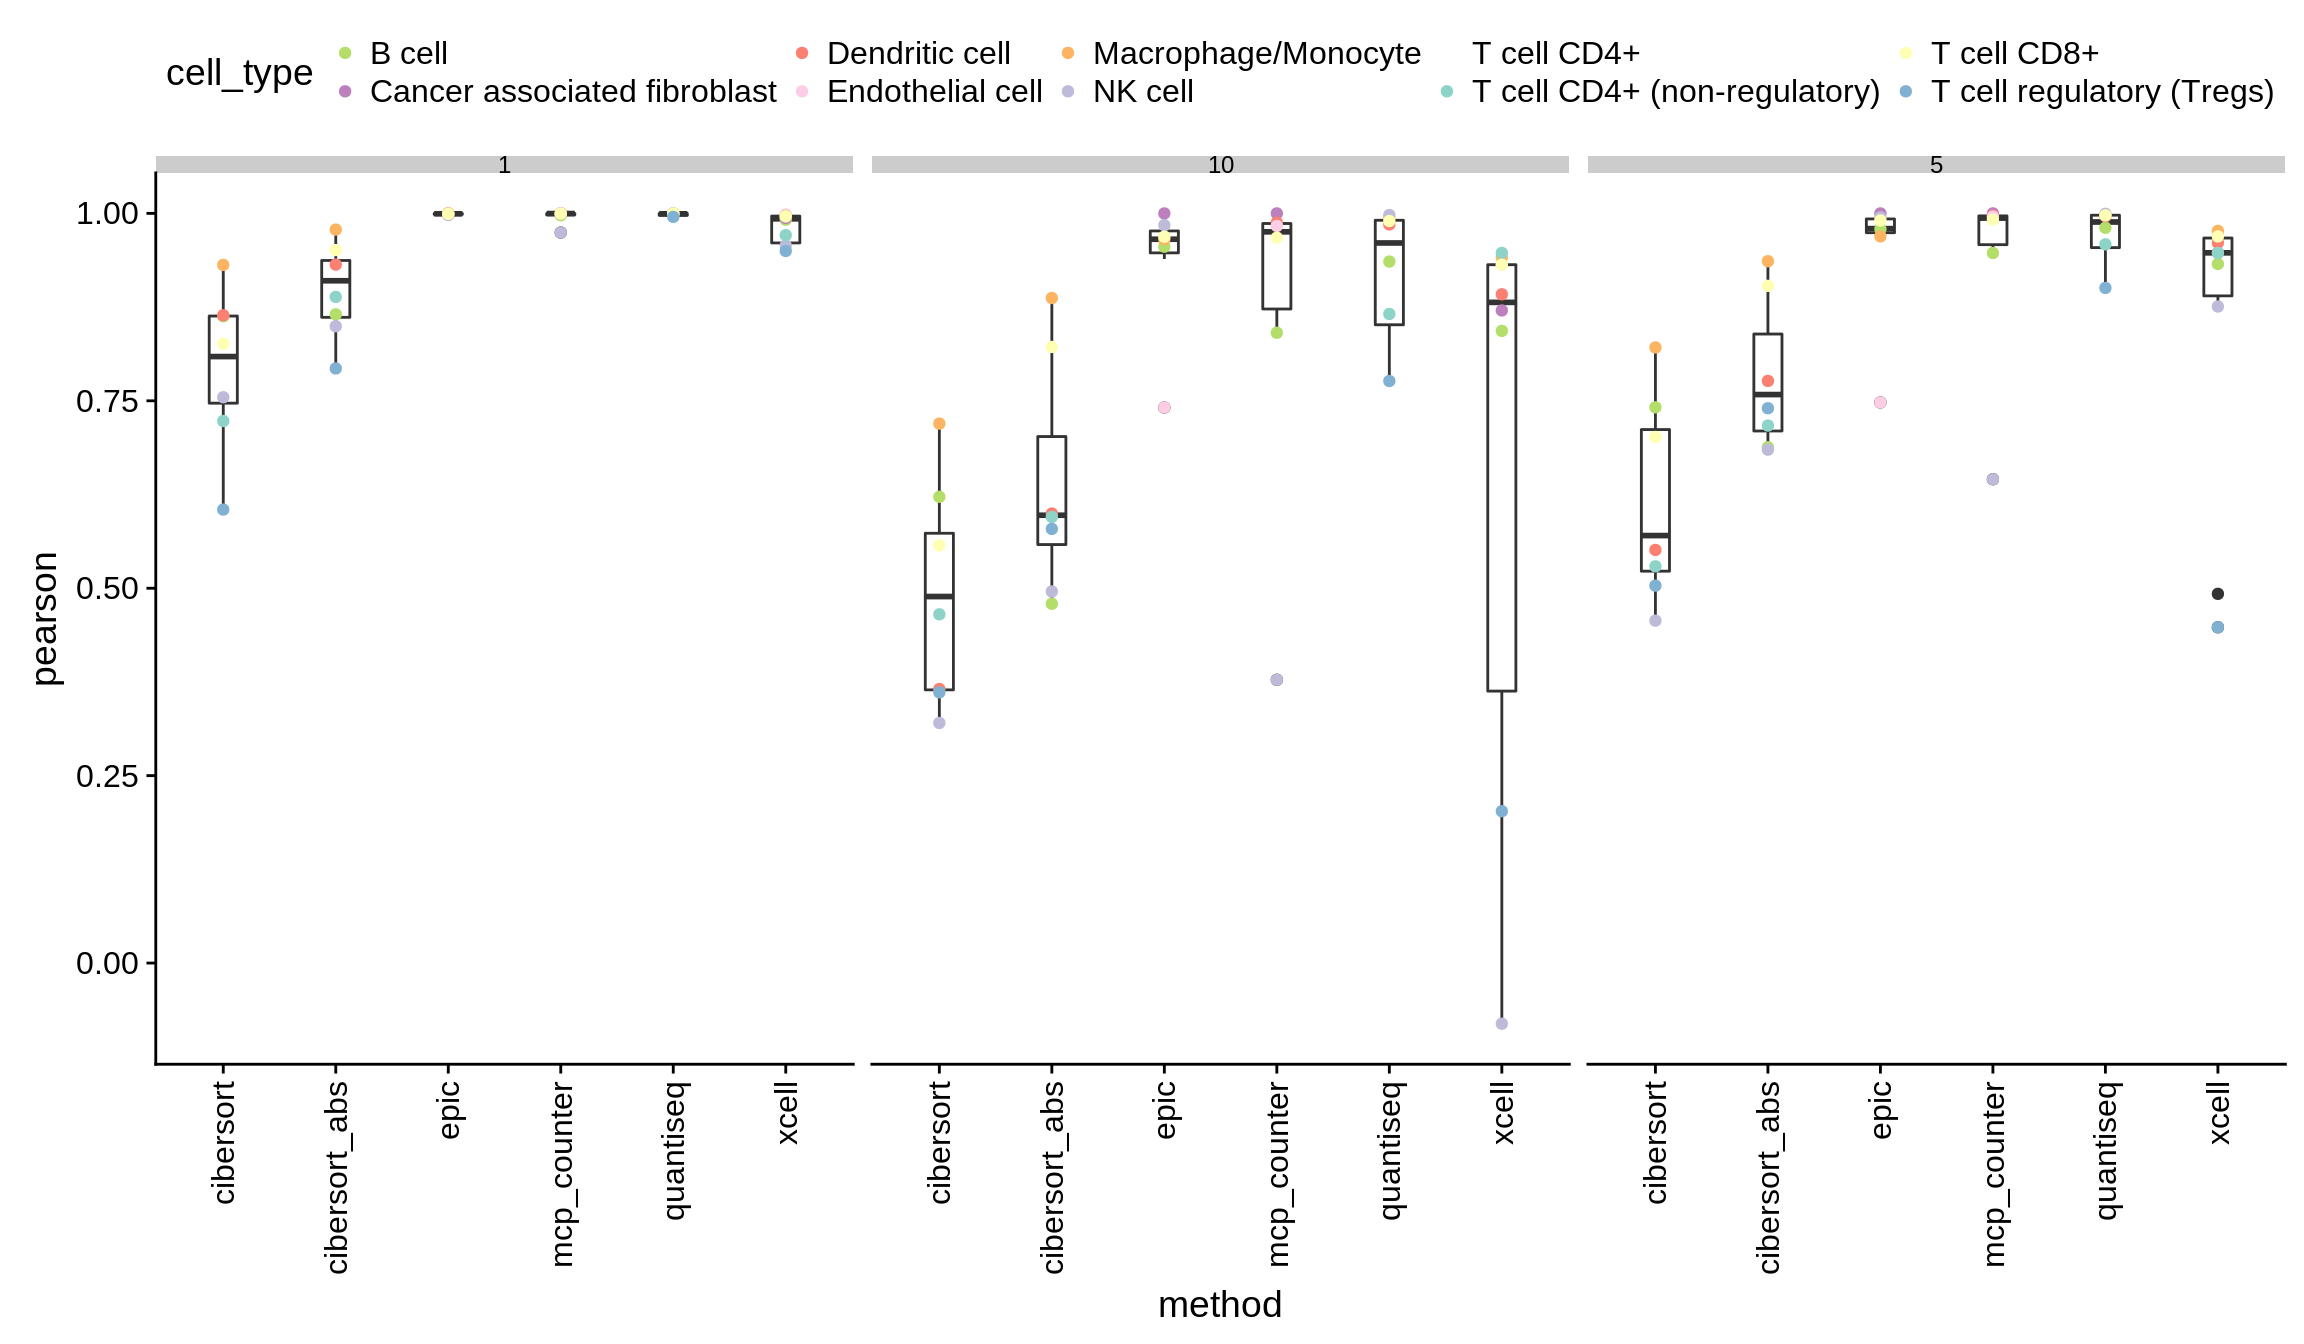 cell_type
B cell
Cancer associated fibroblast
Dendritic cell
Endothelial cell
Macrophage/Monocyte
NK cell
T cell CD4+
T cell CD4+ (non-regulatory)
T cell CD8+
T cell regulatory (Tregs)
1
10
5
pearson
1.00
0.75
0.50
0.25
0.00
cibersort
cibersort_abs
epic
mcp_counter
quantiseq
xcell
cibersort
cibersort_abs
epic
mcp_counter
quantiseq
xcell
cibersort
cibersort_abs
epic
mcp_counter
quantiseq
xcell
method